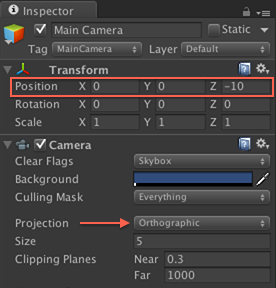 Inspector
Main Camera Static
Tag MainCamera Layer Default
Transform
Position X 0 Y 0 Z -10
Rotation X 0 Y 0 Z 0
Scale X 1 Y 1 Z 1
Camera
Clear Flags Skybox
Background
Culling Mask Everything
Projection Orthographic
Size 5
Clipping Planes Near 0.3
Far 1000